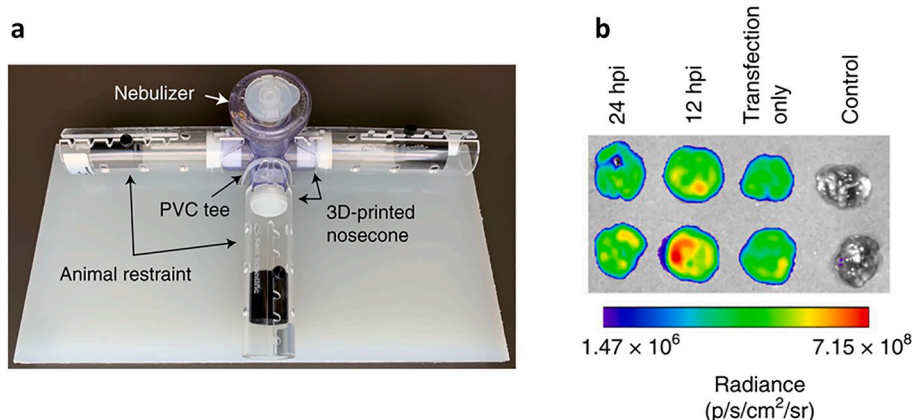 a
Nebulizer
PVC tee
3D-printed
nosecone
Animal restraint
b
24 hpi
12 hpi
Transfection
only
Control
1.47 × 10⁶
7.15 × 10⁸
Radiance
(p/s/cm²/sr)